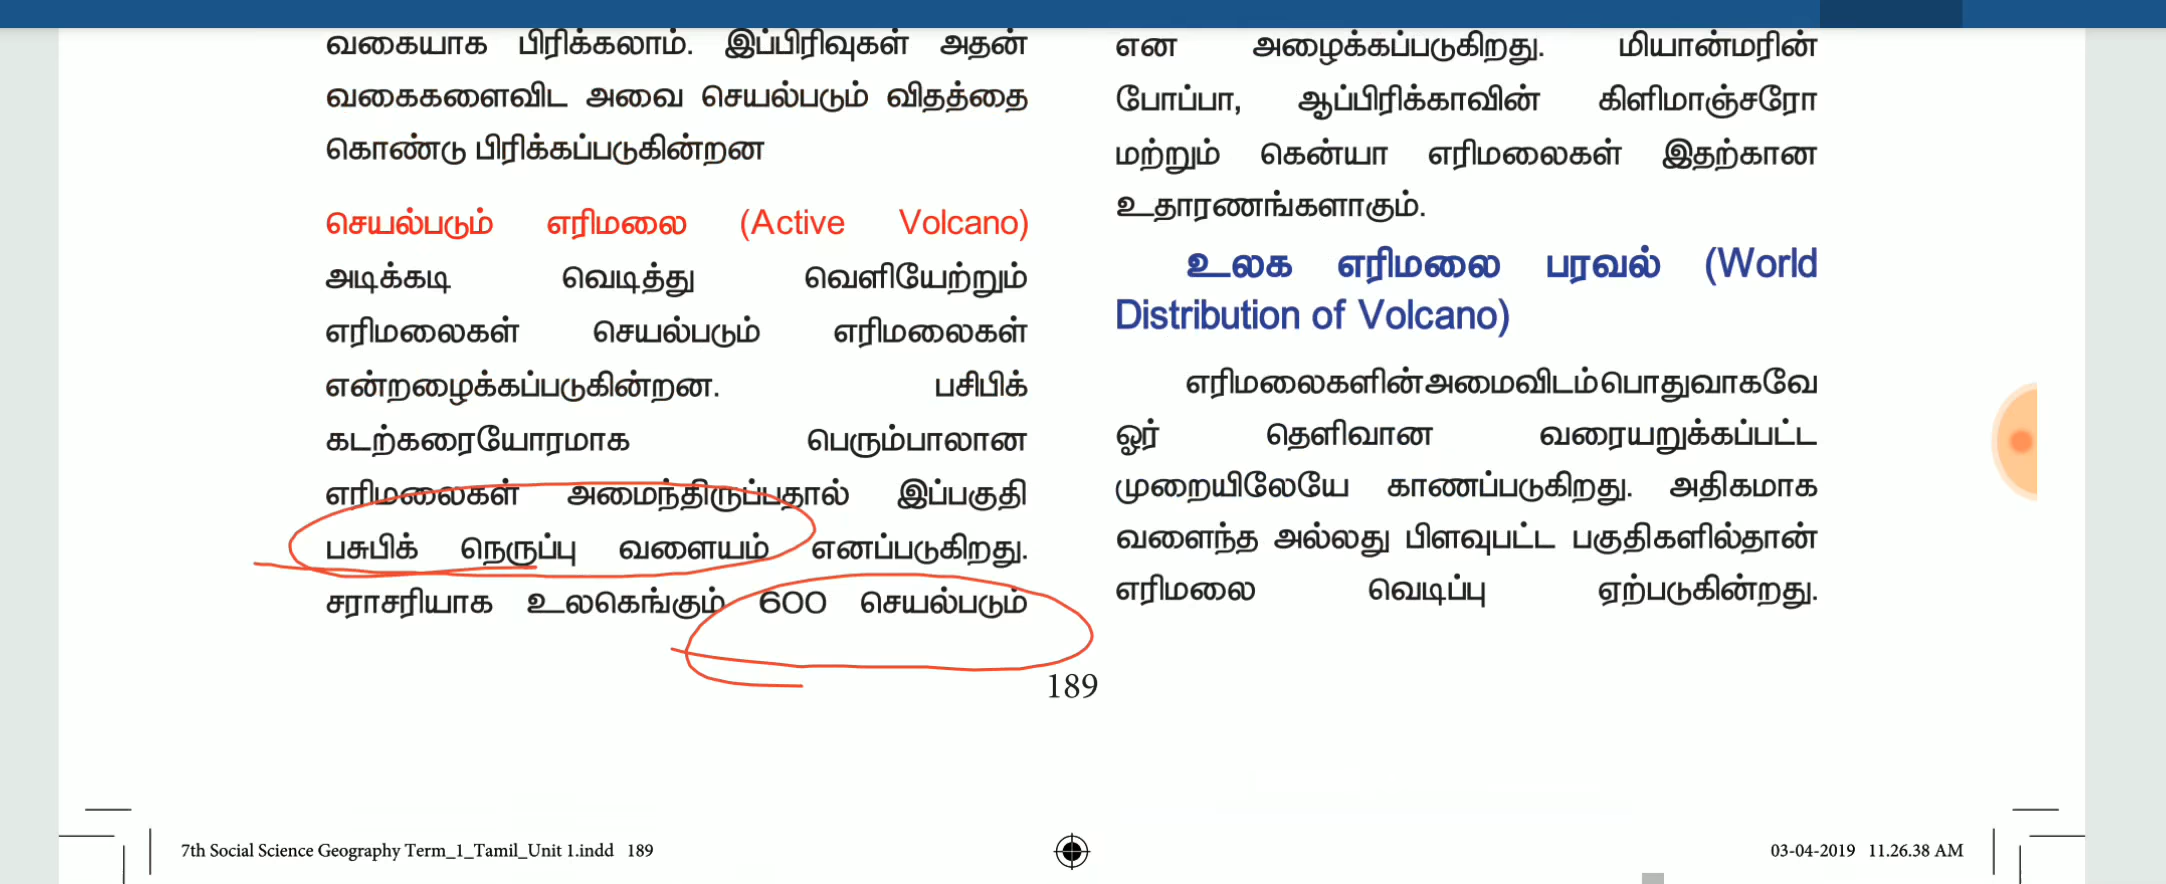 வகையாக பிரிக்கலாம். இப்பிரிவுகள் அதன்
வகைகளைவிட அவை செயல்படும் விதத்தை
கொண்டு பிரிக்கப்படுகின்றன
செயல்படும் எரிமலை (Active Volcano)
அடிக்கடி வெடித்து வெளியேற்றும்
எரிமலைகள் செயல்படும் எரிமலைகள்
என்றழைக்கப்படுகின்றன. பசிபிக்
கடற்கரையோரமாக பெரும்பாலான
எரிமலைகள் அமைந்திருப்பதால் இப்பகுதி
பசுபிக் நெருப்பு வளையம் எனப்படுகிறது.
சராசரியாக உலகெங்கும் 600 செயல்படும்
என அழைக்கப்படுகிறது. மியான்மரின்
போப்பா, ஆப்பிரிக்காவின் கிளிமாஞ்சரோ
மற்றும் கென்யா எரிமலைகள் இதற்கான
உதாரணங்களாகும்.
உலக எரிமலை பரவல் (World
Distribution of Volcano)
எரிமலைகளின்அமைவிடம்பொதுவாகவே
ஓர் தெளிவான வரையறுக்கப்பட்ட
முறையிலேயே காணப்படுகிறது. அதிகமாக
வளைந்த அல்லது பிளவுபட்ட பகுதிகளில்தான்
எரிமலை வெடிப்பு ஏற்படுகின்றது.
189
7th Social Science Geography Term_1_Tamil_Unit 1.indd 189
03-04-2019 11.26.38 AM